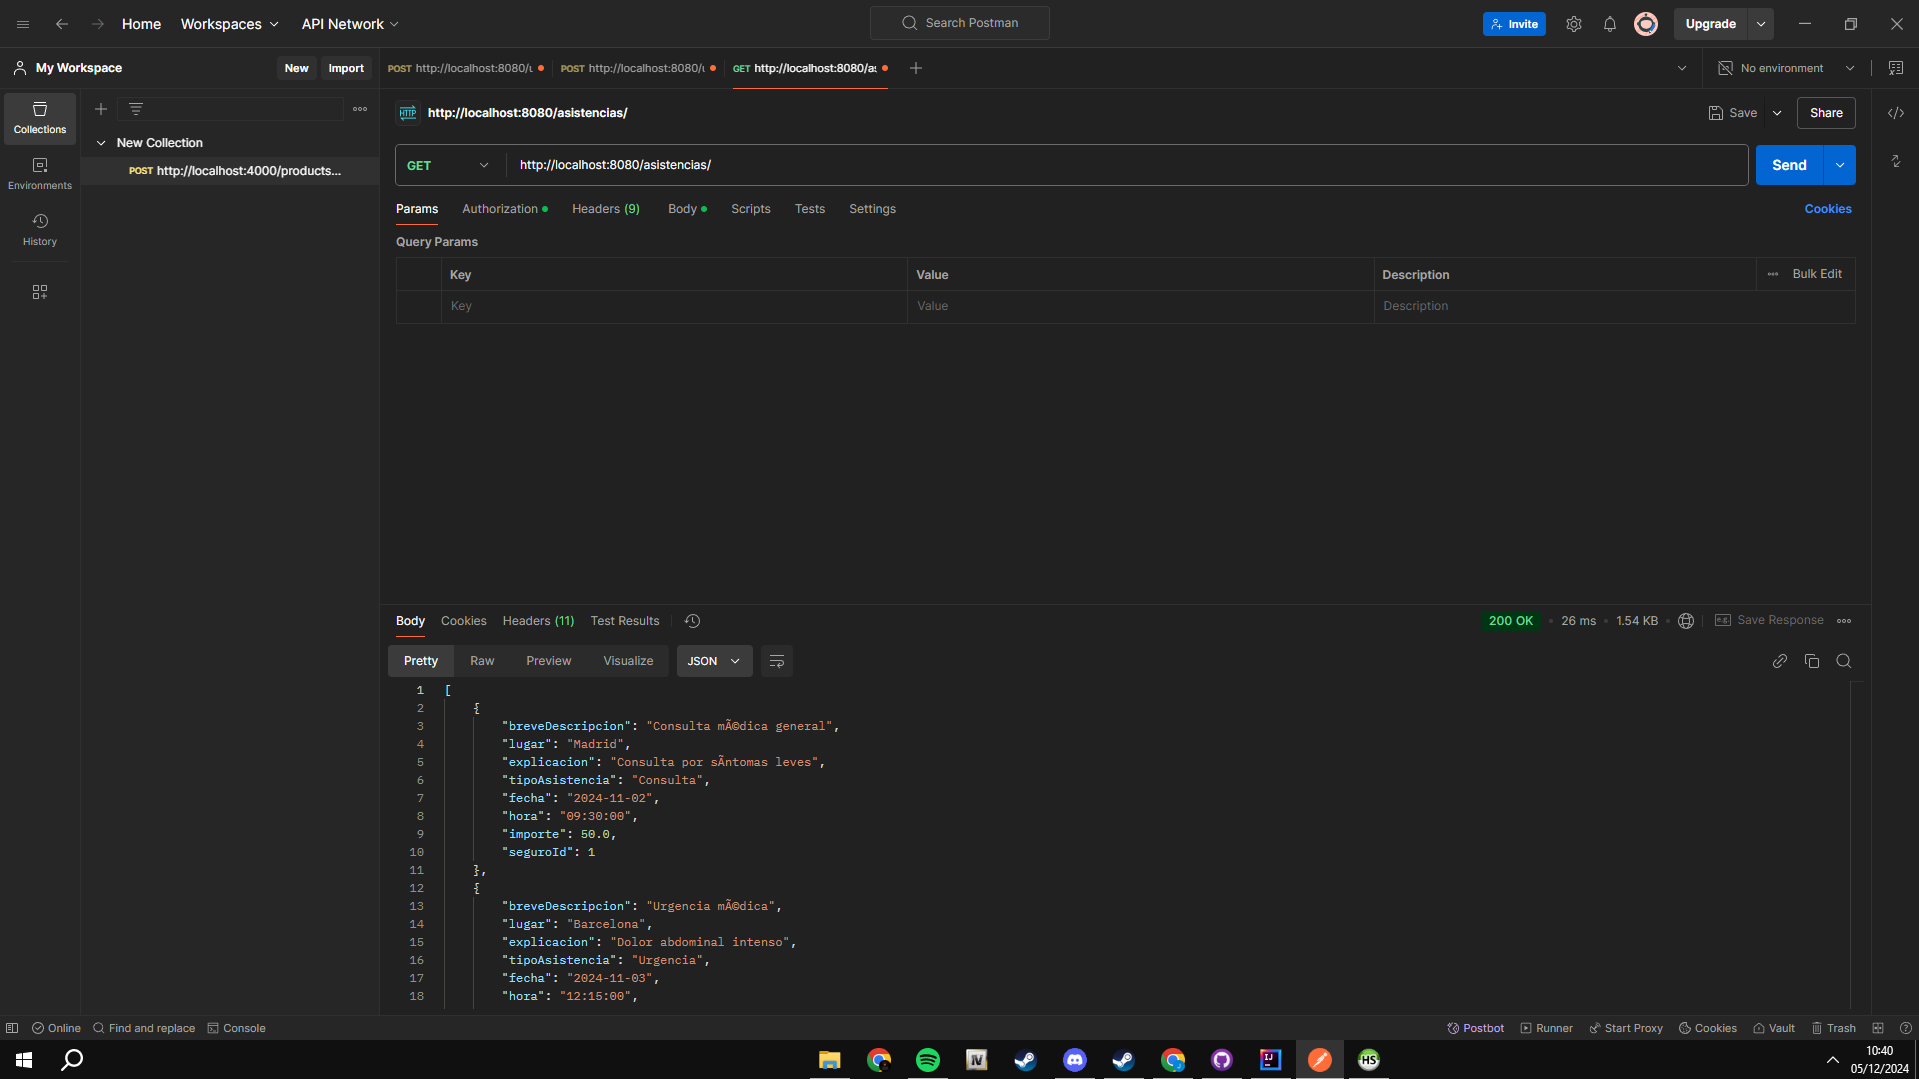 Home
Workspaces
API Network
Search Postman
Invite
Upgrade
My Workspace
New
Import
POST http://localhost:8080/u
POST http://localhost:8080/u
GET http://localhost:8080/as
No environment
Collections
Environments
History
New Collection
POST http://localhost:4000/products...
HTTP http://localhost:8080/asistencias/
Save
Share
GET http://localhost:8080/asistencias/
Send
Params
Authorization
Headers (9)
Body
Scripts
Tests
Settings
Cookies
Query Params
Key
Value
Description
Bulk Edit
Key
Value
Description
Body
Cookies
Headers (11)
Test Results
200 OK
26 ms
1.54 KB
e.g.
Save Response
Pretty
Raw
Preview
Visualize
JSON
1 [
2 {
3 "breveDescripcion": "Consulta mÃ©dica general",
4 "lugar": "Madrid",
5 "explicacion": "Consulta por sÃntomas leves",
6 "tipoAsistencia": "Consulta",
7 "fecha": "2024-11-02",
8 "hora": "09:30:00",
9 "importe": 50.0,
10 "seguroId": 1
11 },
12 {
13 "breveDescripcion": "Urgencia mÃ©dica",
14 "lugar": "Barcelona",
15 "explicacion": "Dolor abdominal intenso",
16 "tipoAsistencia": "Urgencia",
17 "fecha": "2024-11-03",
18 "hora": "12:15:00",
Online
Find and replace
Console
Postbot
Runner
Start Proxy
Cookies
Vault
Trash
IV
IJ
HS
10:40
05/12/2024